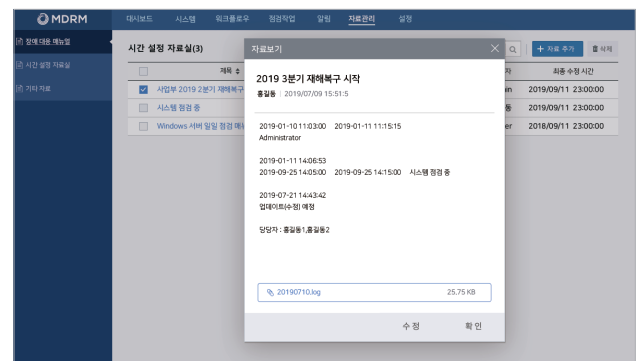 MDRM
대시보드 시스템 워크플로우 점검작업 알림 자료관리 설정
장애 대응 매뉴얼
시간 설정 자료실
기타 자료
시간 설정 자료실(3)
자료 추가 삭제
제목 자 최종 수정 시간
사업부 2019 2분기 재해복구 in 2019/09/11 23:00:00
시스템 점검 중 동 2019/09/11 23:00:00
Windows 서버 일일 점검 매뉴 er 2018/09/11 23:00:00
자료보기
2019 3분기 재해복구 시작
홍길동 2019/07/09 15:51:5
2019-01-10 11:03:00 2019-01-11 11:15:15
Administrator
2019-01-11 14:06:53
2019-09-25 14:05:00 2019-09-25 14:15:00 시스템 점검 중
2019-07-21 14:43:42
업데이트(수정) 예정
담당자 : 홍길동1,홍길동2
20190710.log 25.75 KB
수정 확인